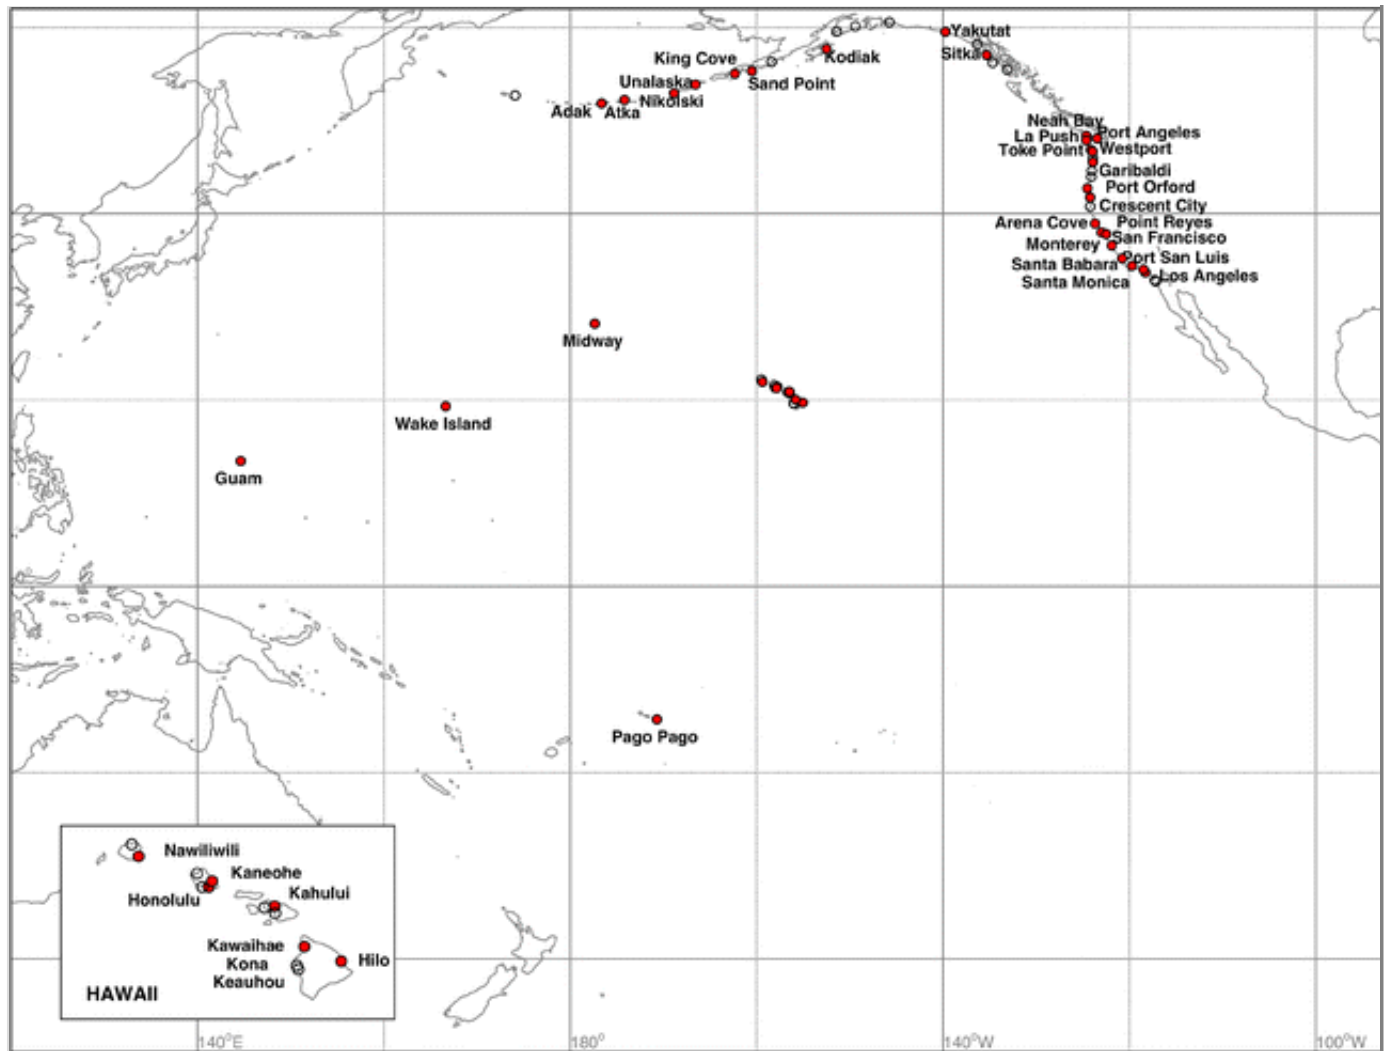 Yakutat
King Cove
Kodiak
Sitka
Unalaska
Sand Point
Nikolski
Adak
Atka
Neah Bay
La Push
Port Angeles
Toke Point
Westport
Garibaldi
Port Orford
Crescent City
Arena Cove
Point Reyes
San Francisco
Monterey
Port San Luis
Santa Babara
Los Angeles
Santa Monica
Midway
Wake Island
Guam
Pago Pago
Nawiliwili
Kaneohe
Honolulu
Kahului
Kawaihae
Kona
Hilo
Keauhou
HAWAII
140°E
180°
140°W
100°W